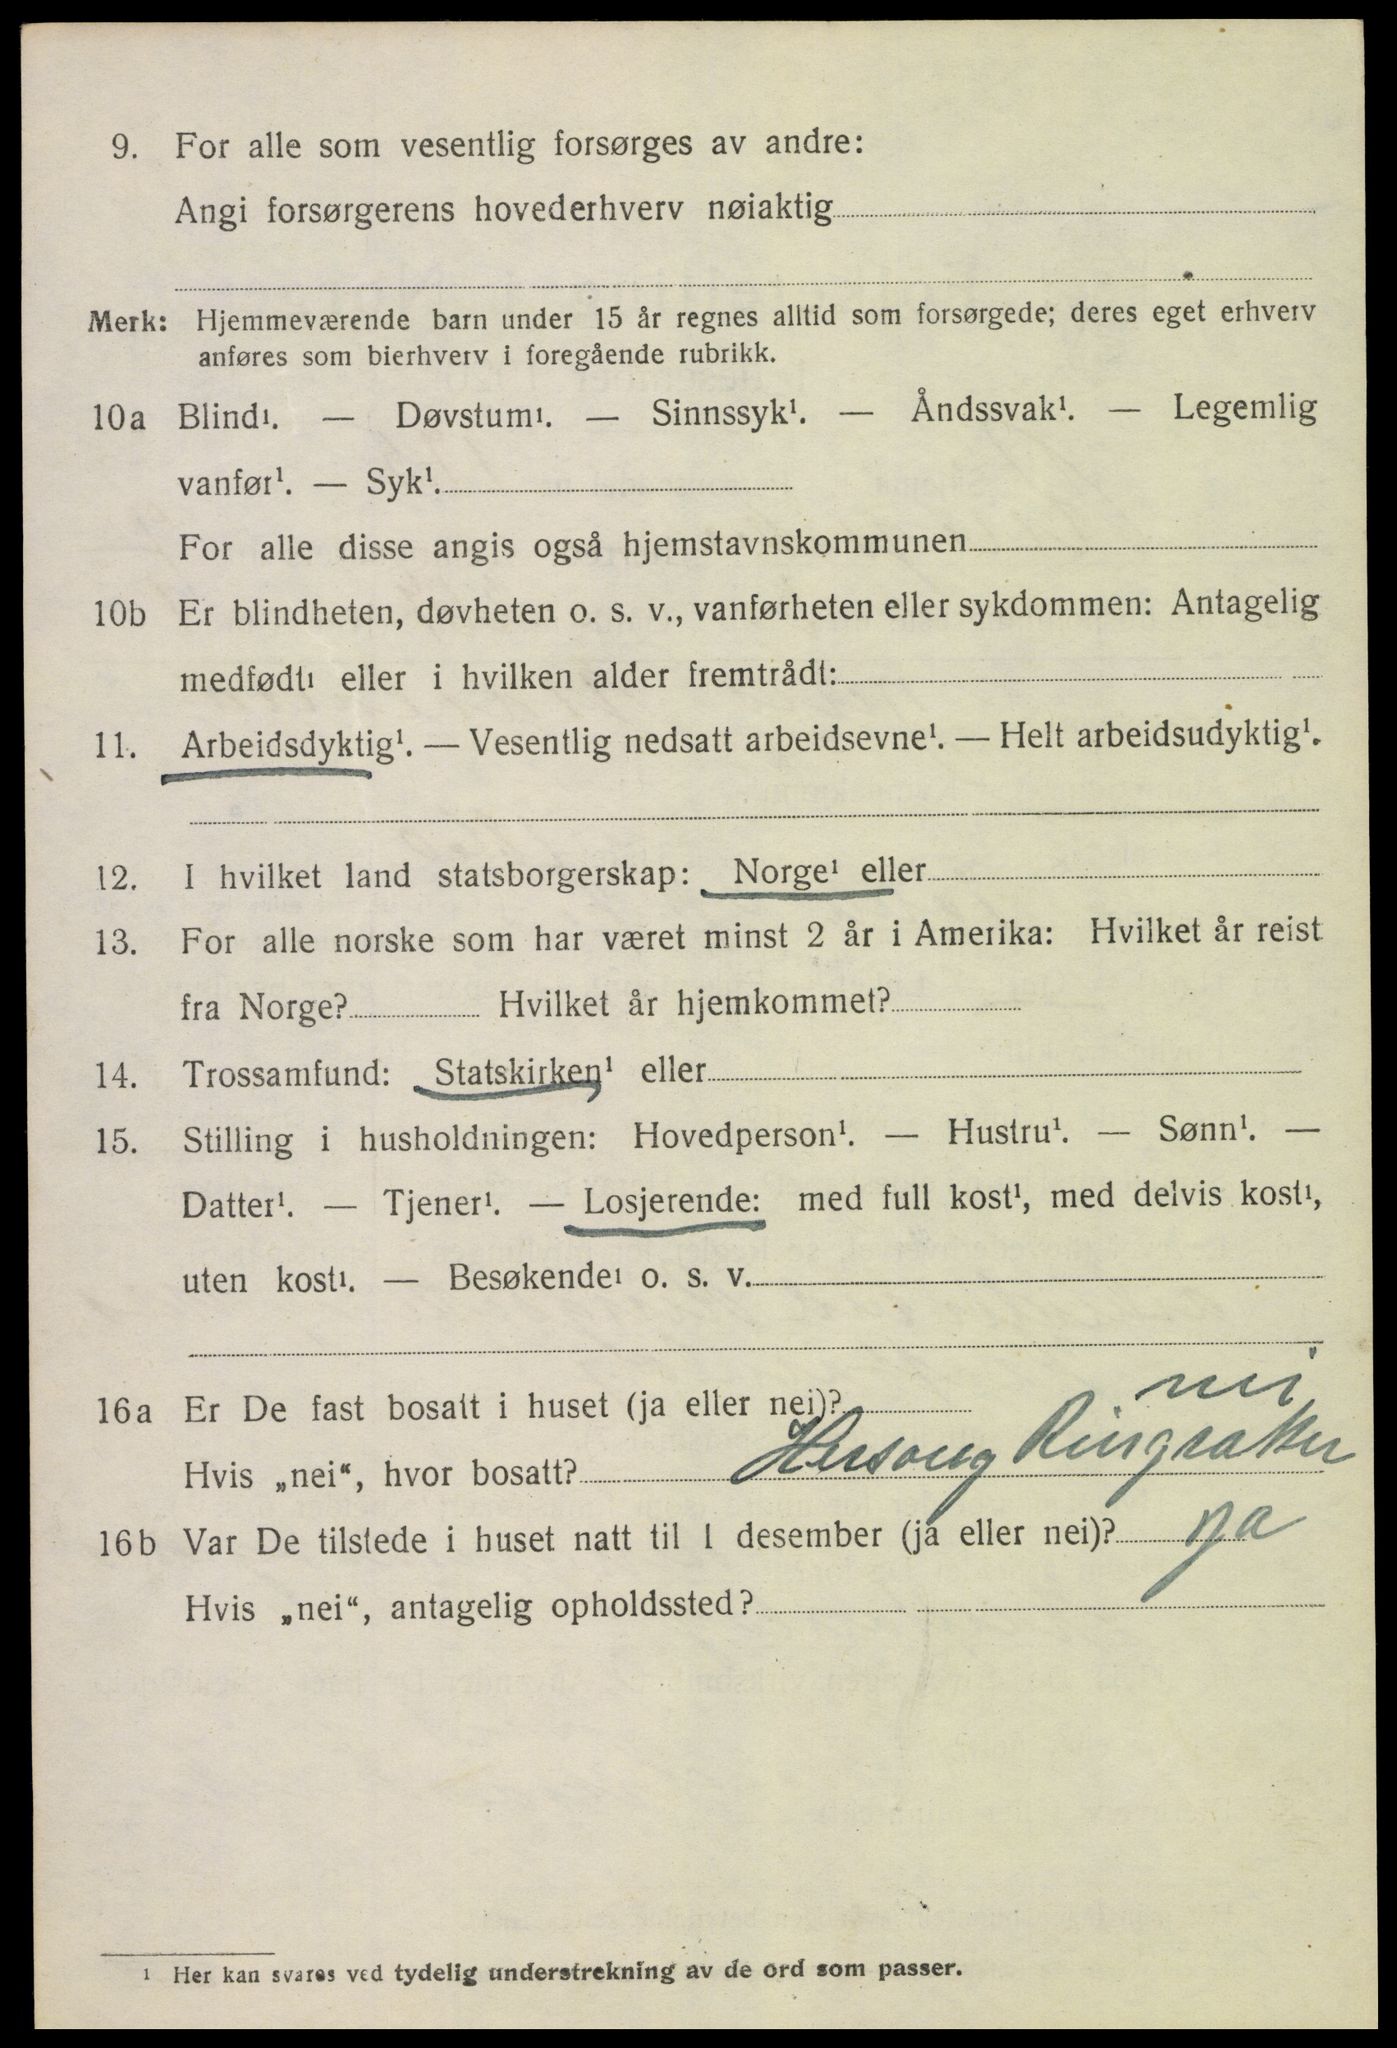 9. For alle som vesentlig forsørges av andre:
Angi forsørgerens hovederhverv nøiaktig
Merk: Hjemmeværende barn under 15 år regnes alltid som forsørgede; deres eget erhverv
anføres som bierhverv i foregående rubrikk.
10a Blind¹. — Døvstum¹. — Sinnssyk¹. — Åndssvak¹. — Legemlig
vanfør¹. — Syk¹.
For alle disse angis også hjemstavnskommunen
10b Er blindheten, døvheten o. s. v., vanførheten eller sykdommen: Antagelig
medfødt¹ eller i hvilken alder fremtrådt:
11. Arbeidsdyktig¹. — Vesentlig nedsatt arbeidsevne¹. — Helt arbeidsudyktig¹.
12. I hvilket land statsborgerskap: Norge¹ eller
13. For alle norske som har været minst 2 år i Amerika: Hvilket år reist
fra Norge? Hvilket år hjemkommet?
14. Trossamfund: Statskirken¹ eller
15. Stilling i husholdningen: Hovedperson¹. — Hustru¹. — Sønn¹. —
Datter¹. — Tjener¹. — Losjerende: med full kost¹, med delvis kost¹,
uten kost¹. — Besøkende¹ o. s. v.
16a Er De fast bosatt i huset (ja eller nei)? nei
Hvis „nei“, hvor bosatt?
16b Var De tilstede i huset natt til 1 desember (ja eller nei)? ja
Hvis „nei“, antagelig opholdssted?
¹ Her kan svares ved tydelig understrekning av de ord som passer.